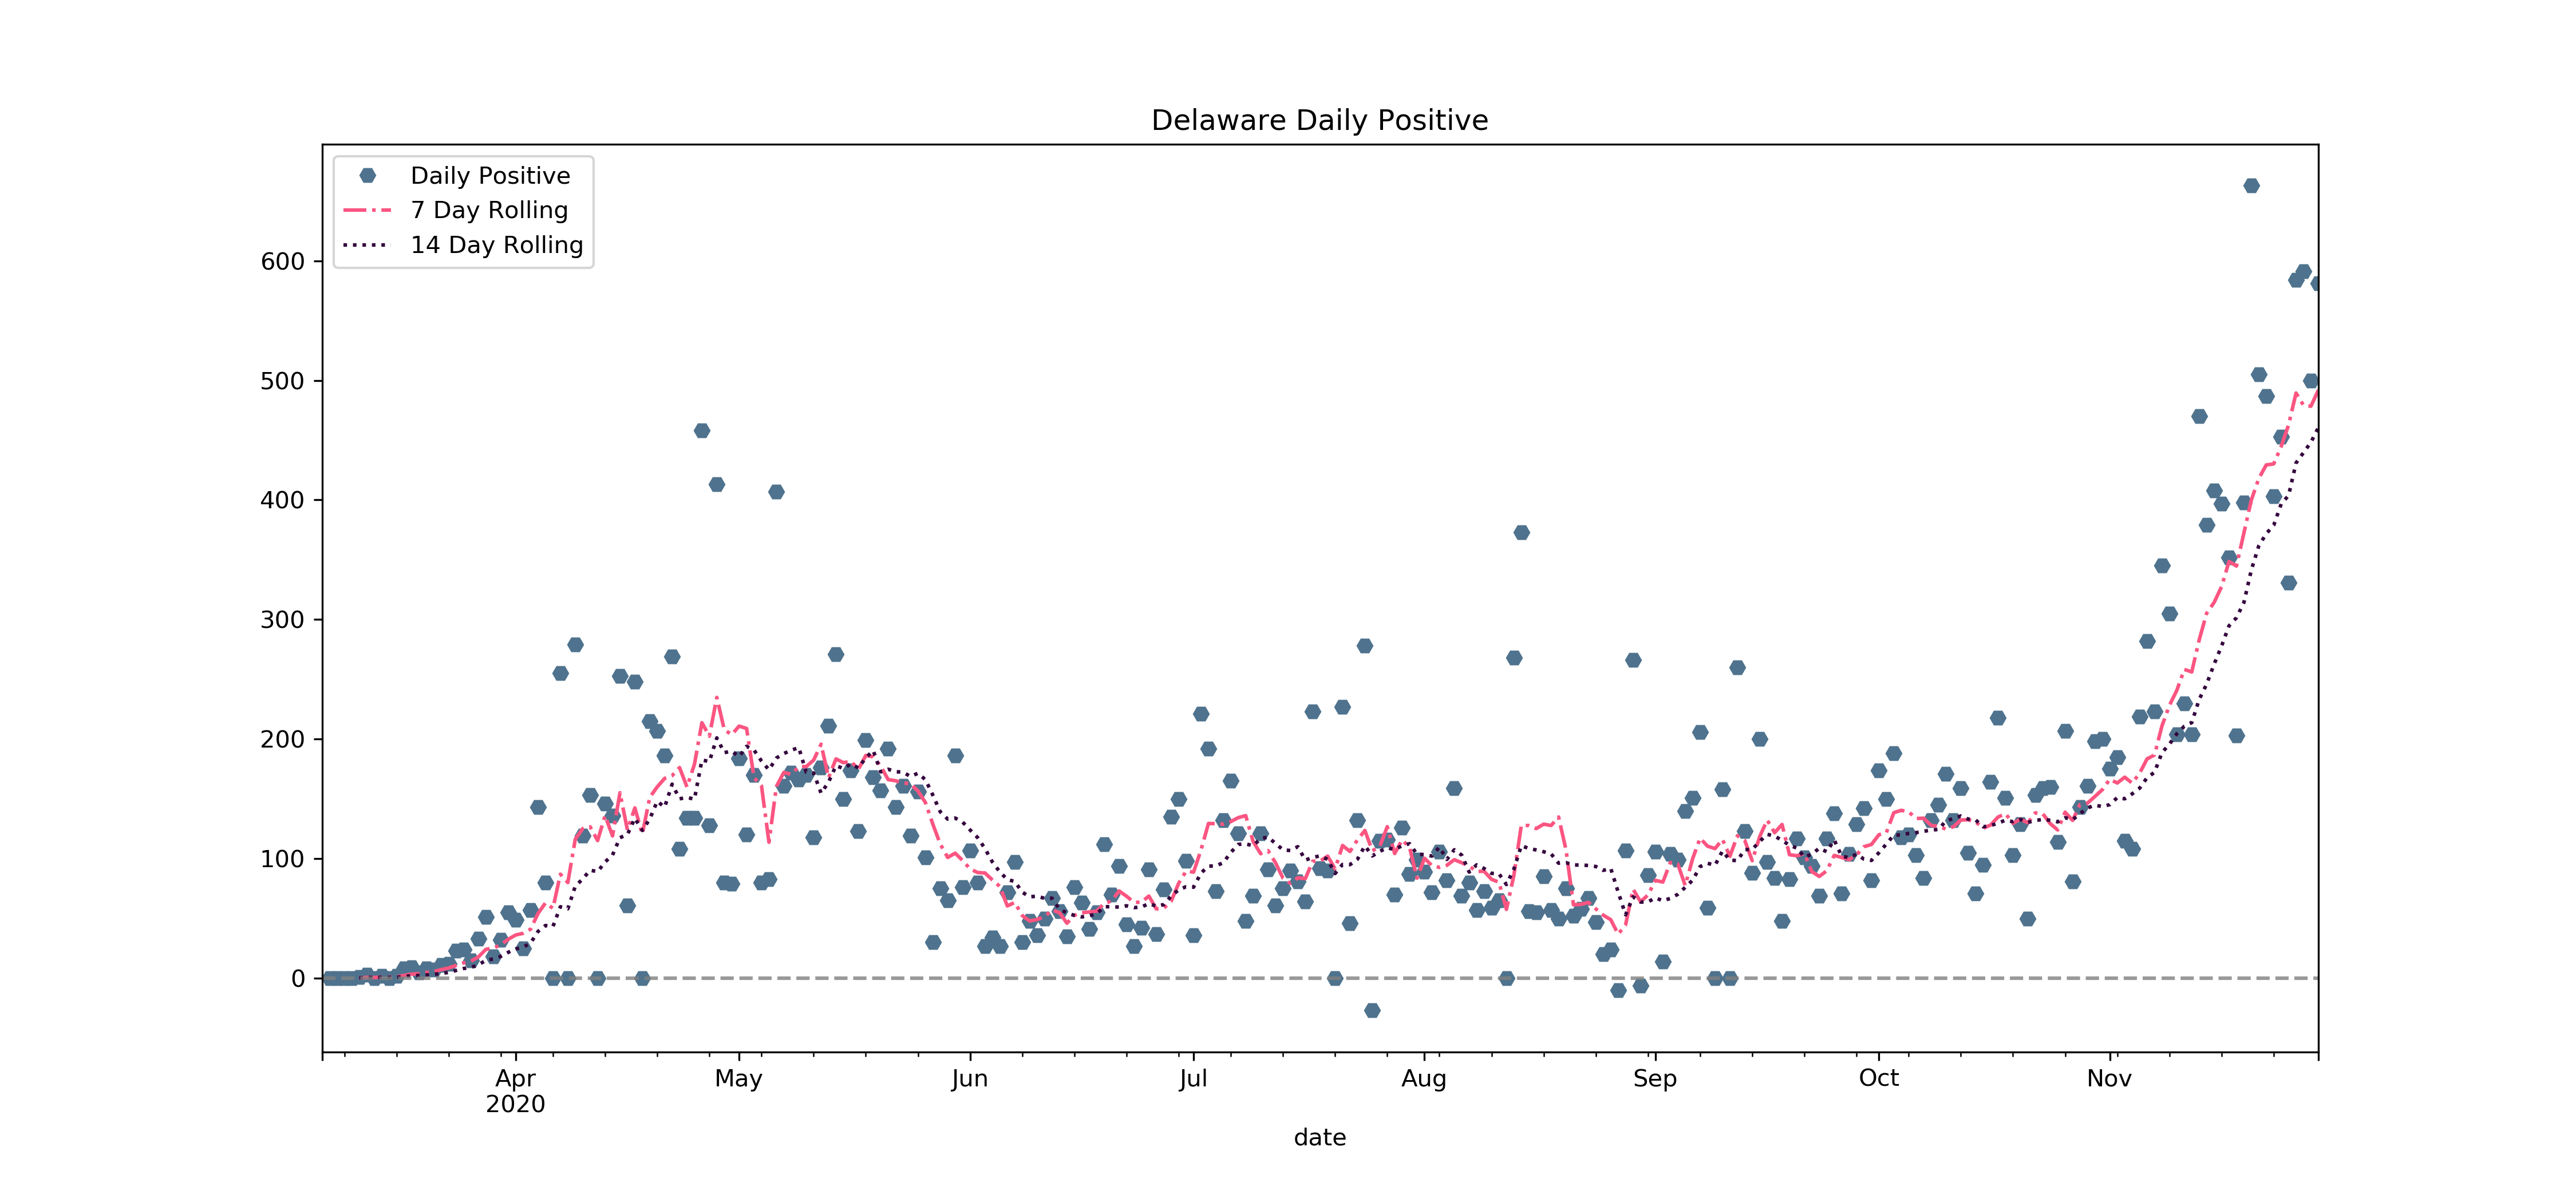 Delaware Daily Positive
Daily Positive
7 Day Rolling
14 Day Rolling
600
500
400
300
200
100
0
Apr May Jun Jul Aug Sep Oct Nov
2020
date